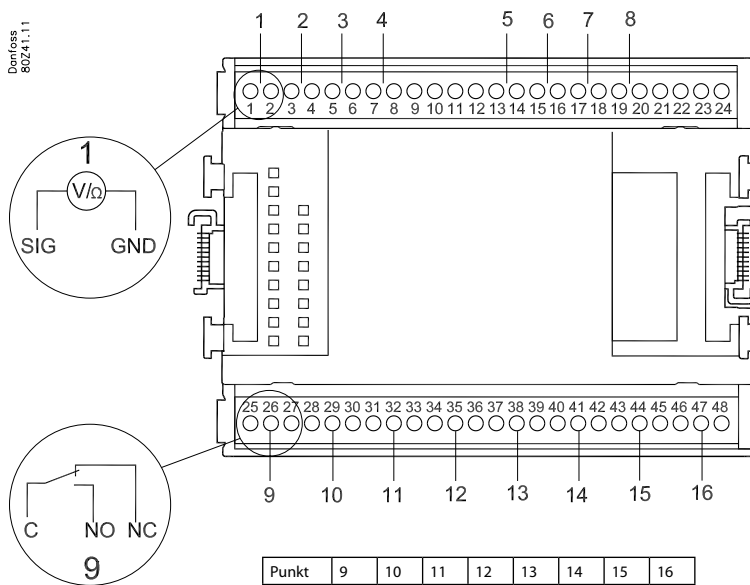 Danfoss
80Z41.11
1 2 3 4 5 6 7 8
1 2 3 4 5 6 7 8 9 10 11 12 13 14 15 16 17 18 19 20 21 22 23 24
1
V/Ω
SIG GND
25 26 27 28 29 30 31 32 33 34 35 36 37 38 39 40 41 42 43 44 45 46 47 48
9 10 11 12 13 14 15 16
C NO NC
9
Punkt 9 10 11 12 13 14 15 16